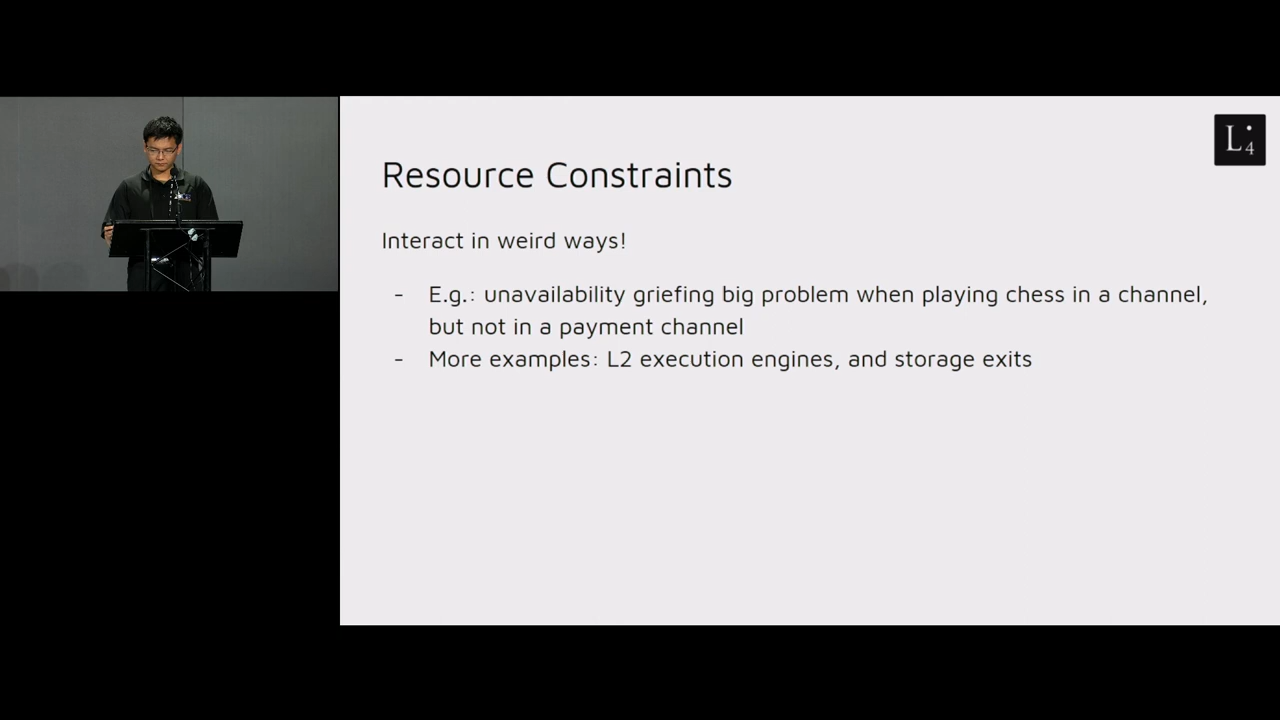 L4
Resource Constraints
Interact in weird ways!
- E.g.: unavailability griefing big problem when playing chess in a channel,
but not in a payment channel
- More examples: L2 execution engines, and storage exits